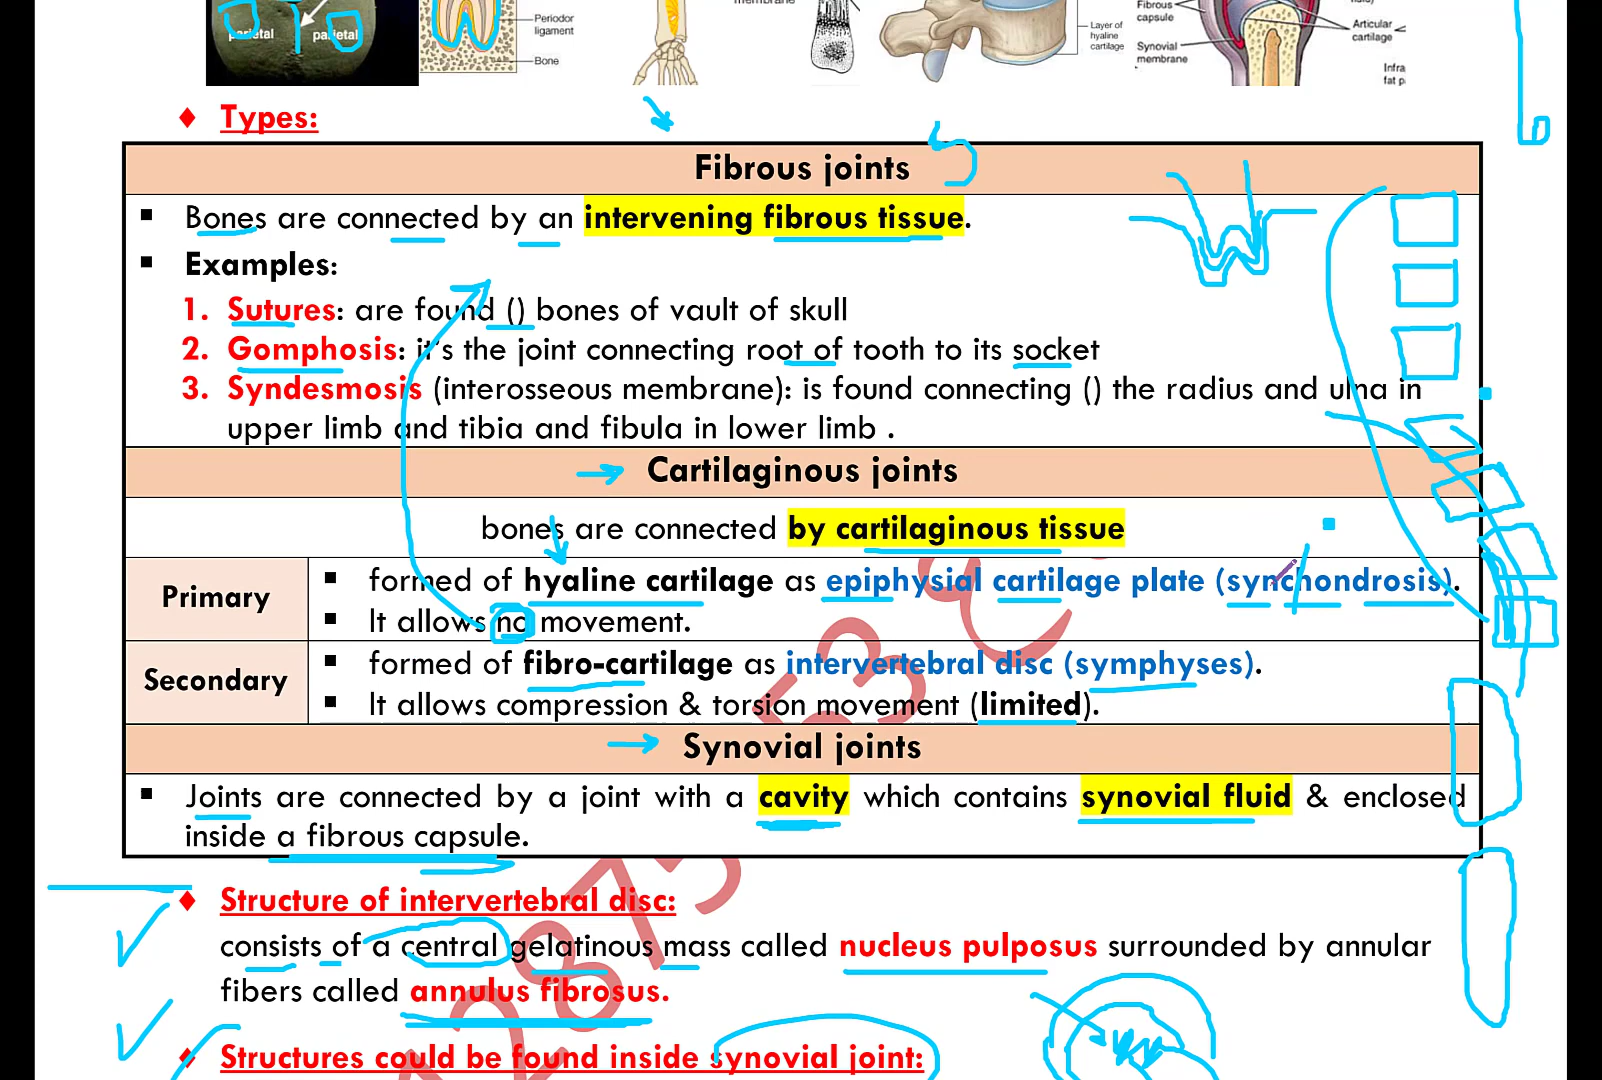 parietal
parietal
Periodor
ligament
Bone
Layer of
hyaline
cartilage
Fibrous
capsule
Synovial
membrane
Articular
cartilage
Infra
fat p
♦ Types:
Fibrous joints
▪ Bones are connected by an intervening fibrous tissue.
▪ Examples:
1. Sutures: are found () bones of vault of skull
2. Gomphosis: it's the joint connecting root of tooth to its socket
3. Syndesmosis (interosseous membrane): is found connecting () the radius and ulna in
upper limb and tibia and fibula in lower limb .
Cartilaginous joints
bones are connected by cartilaginous tissue
Primary
▪ formed of hyaline cartilage as epiphysial cartilage plate (synchondrosis).
▪ It allows no movement.
Secondary
▪ formed of fibro-cartilage as intervertebral disc (symphyses).
▪ It allows compression & torsion movement (limited).
Synovial joints
▪ Joints are connected by a joint with a cavity which contains synovial fluid & enclosed
inside a fibrous capsule.
♦ Structure of intervertebral disc:
consists of a central gelatinous mass called nucleus pulposus surrounded by annular
fibers called annulus fibrosus.
♦ Structures could be found inside synovial joint: